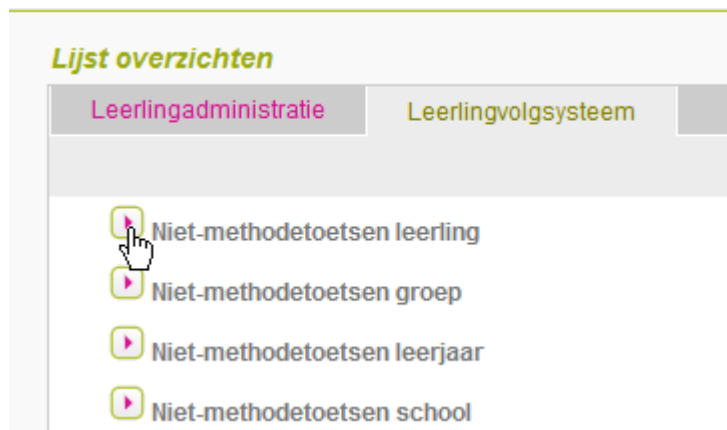 Lijst overzichten
Leerlingadministratie Leerlingvolgsysteem
Niet-methodetoetsen leerling
Niet-methodetoetsen groep
Niet-methodetoetsen leerjaar
Niet-methodetoetsen school